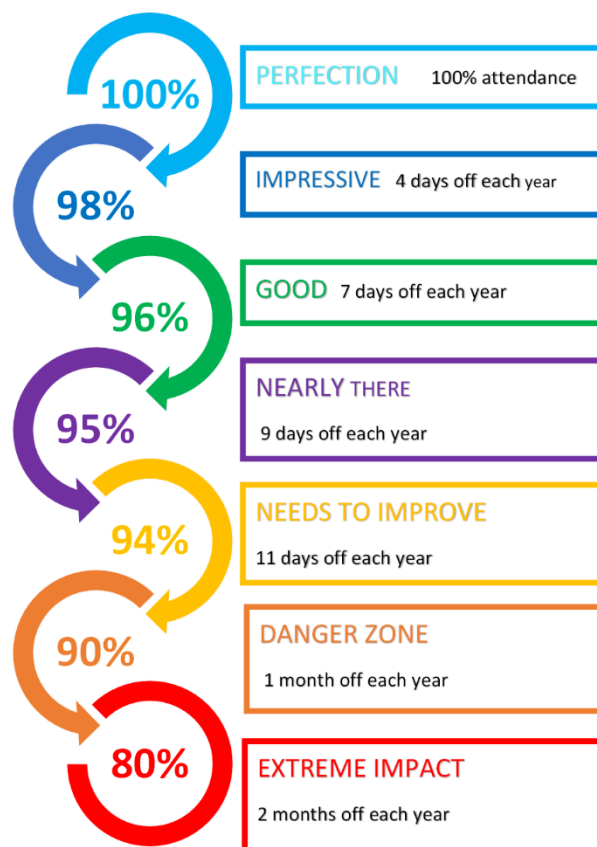 100%
PERFECTION 100% attendance
98%
IMPRESSIVE 4 days off each year
96%
GOOD 7 days off each year
95%
NEARLY THERE
9 days off each year
94%
NEEDS TO IMPROVE
11 days off each year
90%
DANGER ZONE
1 month off each year
80%
EXTREME IMPACT
2 months off each year